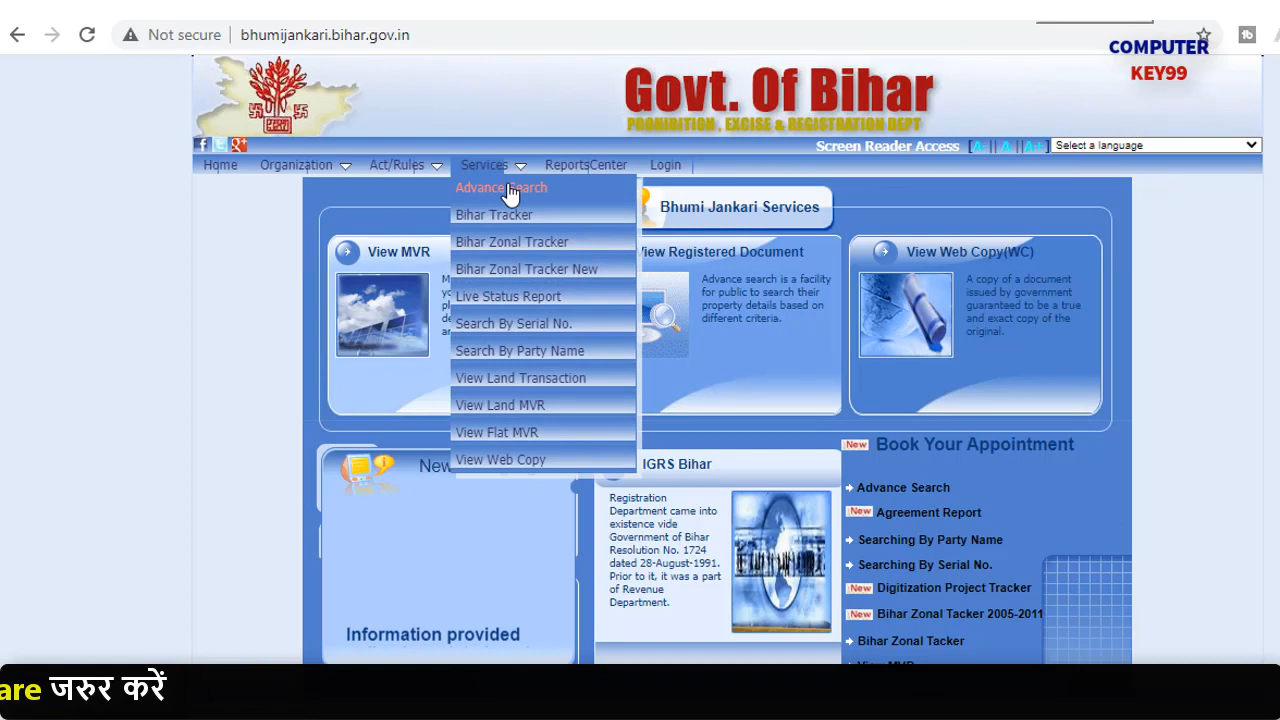 Not secure
bhumijankari.bihar.gov.in
COMPUTER
KEY99
Govt. Of Bihar
PROHIBITION , EXCISE & REGISTRATION DEPT
Screen Reader Access
Select a language
Home Organization Act/Rules Services ReportsCenter Login
Advance Search
Bihar Tracker
Bihar Zonal Tracker
Bihar Zonal Tracker New
Live Status Report
Search By Serial No.
Search By Party Name
View Land Transaction
View Land MVR
View Flat MVR
View Web Copy
Bhumi Jankari Services
View MVR
View Registered Document
Advance search is a facility
for public to search their
property details based on
different criteria.
View Web Copy(WC)
A copy of a document
issued by government
guaranteed to be a true
and exact copy of the
original.
Information provided
IGRS Bihar
Registration
Department came into
existence vide
Government of Bihar
Resolution No. 1724
dated 28-August-1991.
Prior to it, it was a part
of Revenue
Department.
New Book Your Appointment
Advance Search
New Agreement Report
Searching By Party Name
Searching By Serial No.
New Digitization Project Tracker
New Bihar Zonal Tacker 2005-2011
Bihar Zonal Tacker
are जरुर करें